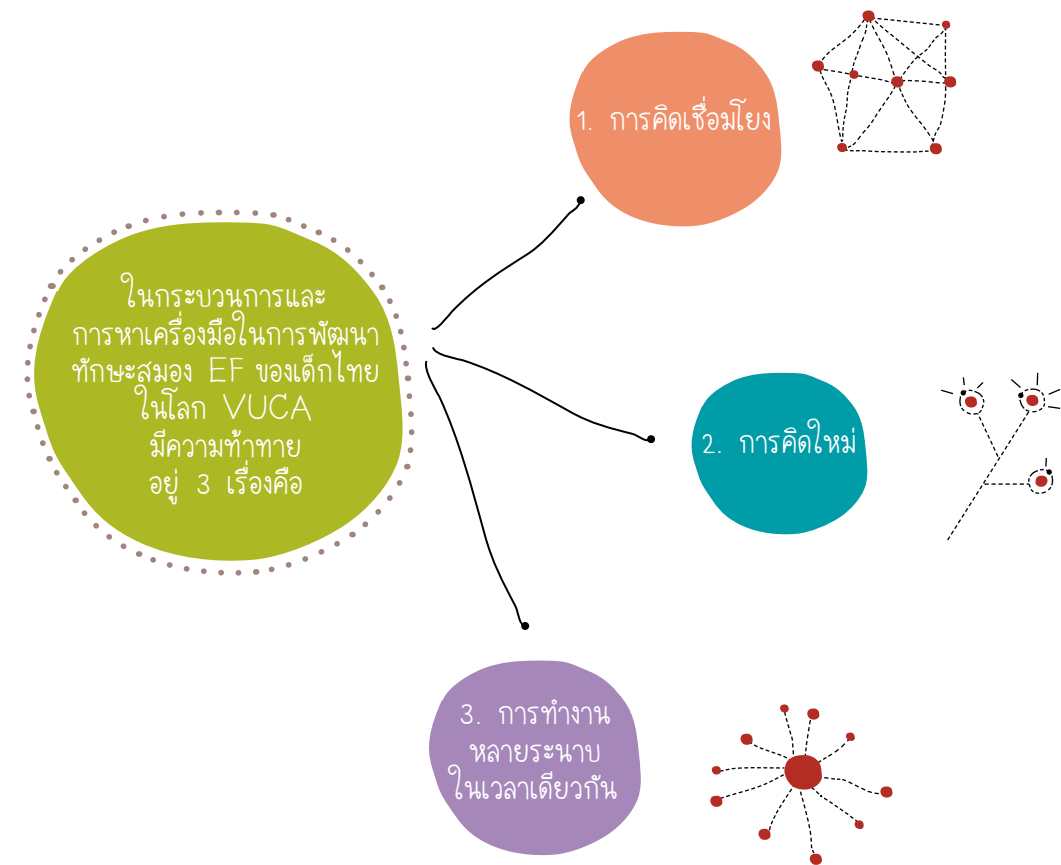 ในกระบวนการและ
การหาเครื่องมือในการพัฒนา
ทักษะสมอง EF ของเด็กไทย
ในโลก VUCA
มีความท้าทาย
อยู่ 3 เรื่องคือ
1. การคิดเชื่อมโยง
2. การคิดใหม่
3. การทำงาน
หลายระนาบ
ในเวลาเดียวกัน